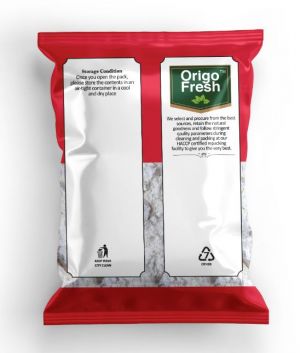 Storage Condition
Once you open the pack,
please store the contents in an
air-tight container in a cool
and dry place
Origo
Fresh
We select and procure from the best
sources, retain the natural
goodness and follow stringent
quality parameters during
cleaning and packing at our
HACCP certified repacking
facility to give you the very best.
KEEP YOUR
CITY CLEAN